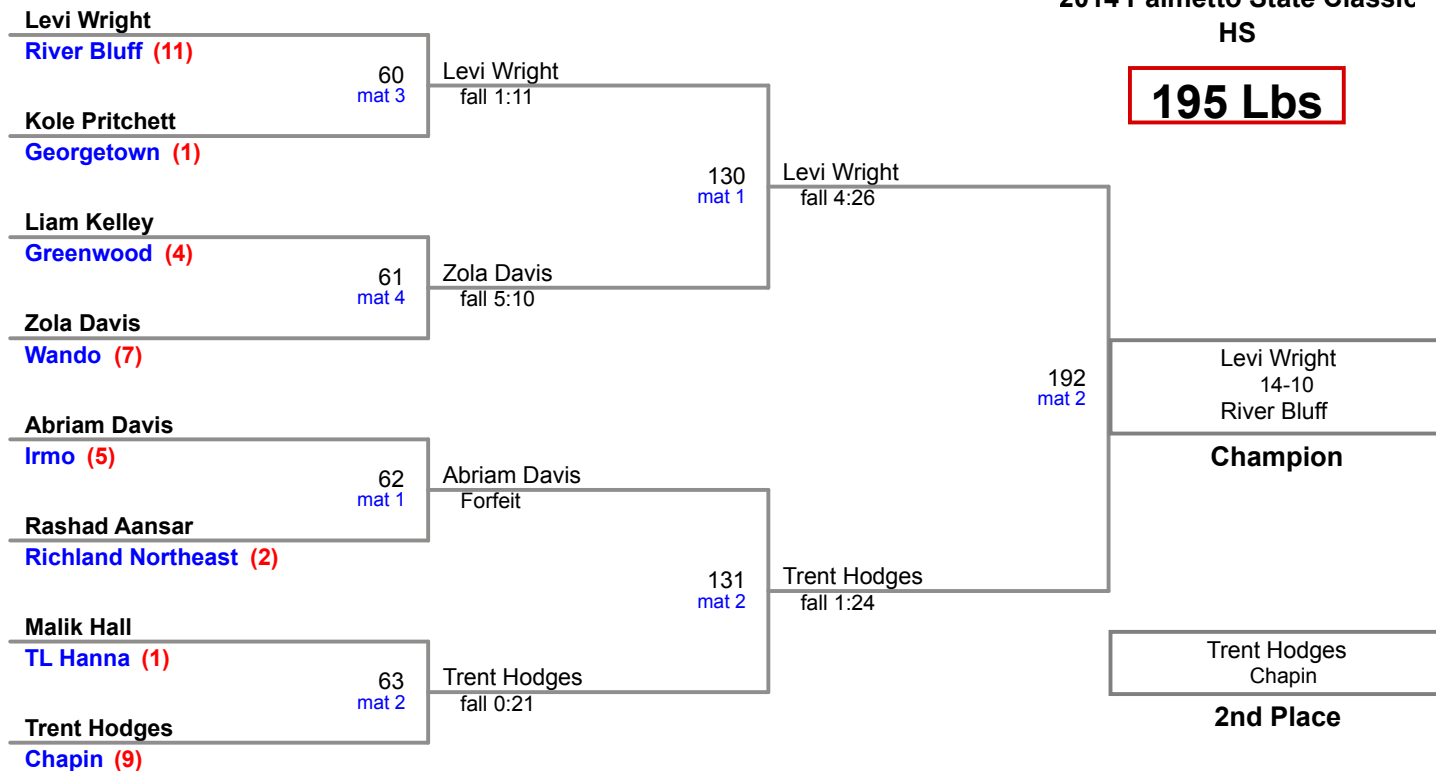 2014 Palmetto State Classic
HS
195 Lbs
Levi Wright
River Bluff (11)
60
mat 3
Levi Wright
fall 1:11
Kole Pritchett
Georgetown (1)
130
mat 1
Levi Wright
fall 4:26
Liam Kelley
Greenwood (4)
61
mat 4
Zola Davis
fall 5:10
Zola Davis
Wando (7)
192
mat 2
Levi Wright
14-10
River Bluff
Champion
Abriam Davis
Irmo (5)
62
mat 1
Abriam Davis
Forfeit
Rashad Aansar
Richland Northeast (2)
131
mat 2
Trent Hodges
fall 1:24
Malik Hall
TL Hanna (1)
63
mat 2
Trent Hodges
fall 0:21
Trent Hodges
Chapin (9)
Trent Hodges
Chapin
2nd Place